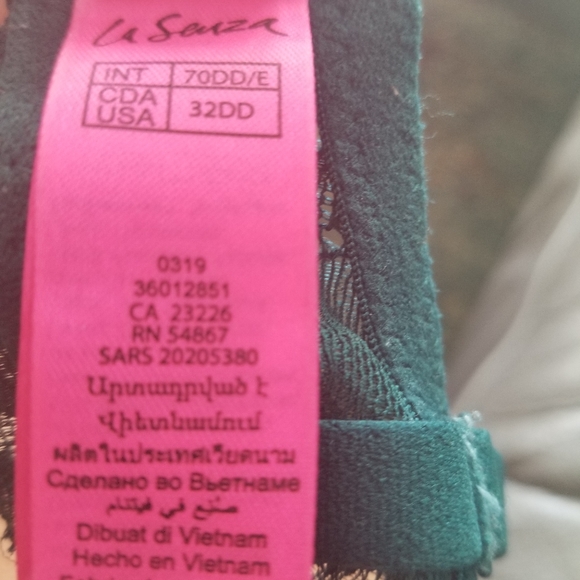 La Senza
INT 70DD/E
CDA USA 32DD
0319
36012851
CA 23226
RN 54867
SARS 20205380
Արտադրված է
Վիետնամում
ผลิตในประเทศเวียดนาม
Сделано во Вьетнаме
صُنِع في فيتنام
Dibuat di Vietnam
Hecho en Vietnam